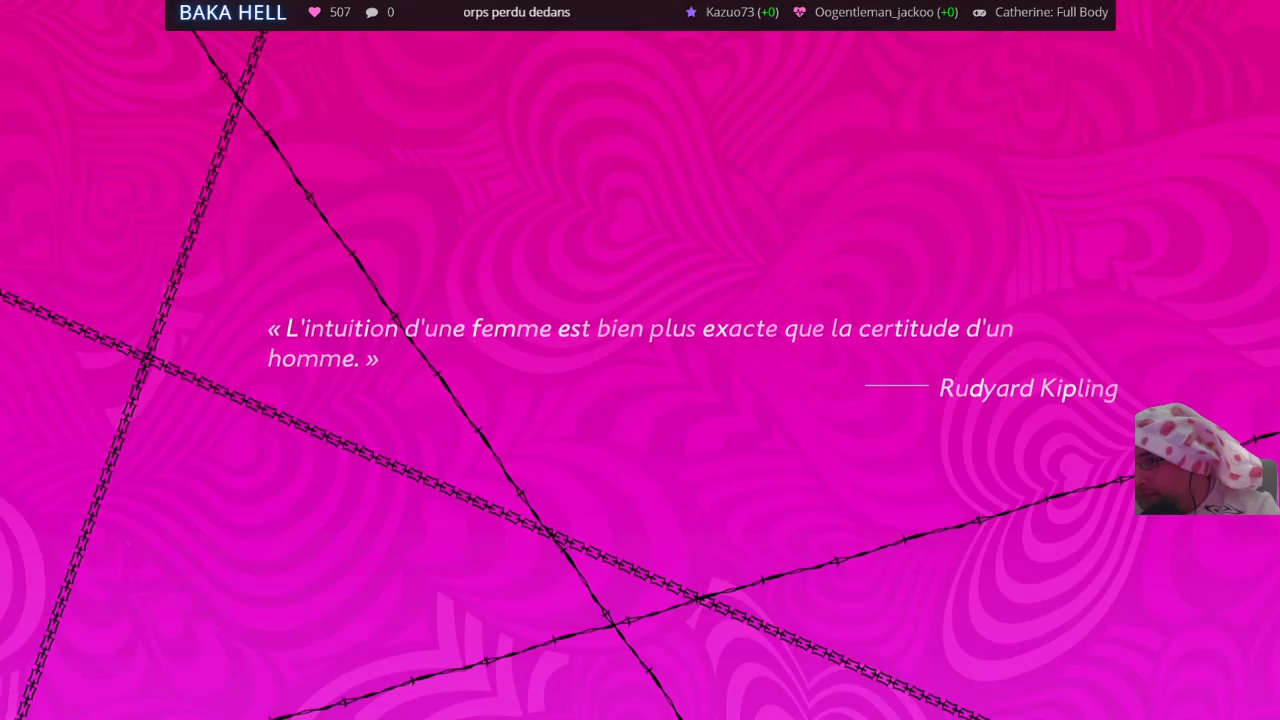 BAKA HELL 507 0 orps perdu dedans Kazuo73 (+0) Oogentleman_jackoo (+0) Catherine: Full Body
« L'intuition d'une femme est bien plus exacte que la certitude d'un
homme. »
Rudyard Kipling